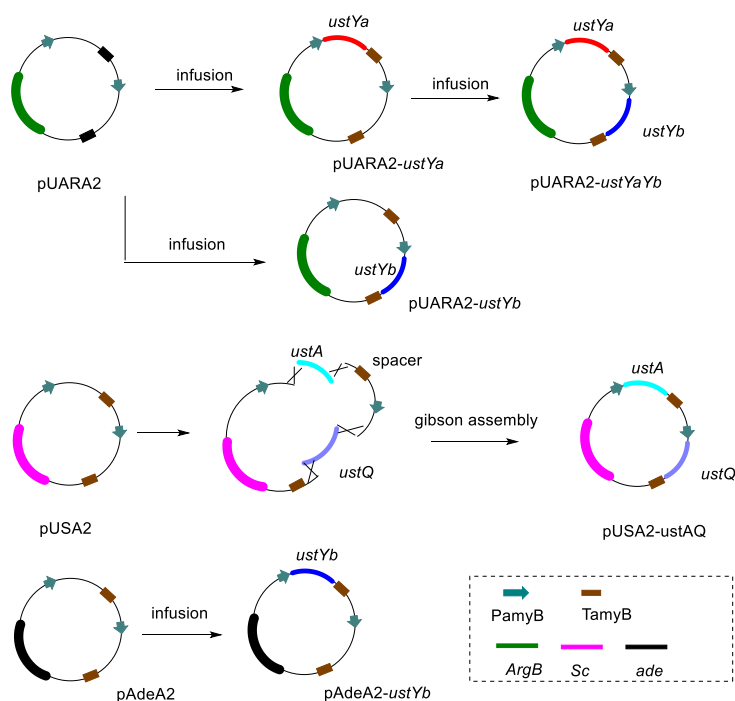 ustYa
ustYa
infusion
infusion
ustYb
pUARA2
pUARA2-ustYa
pUARA2-ustYaYb
infusion
ustYb
pUARA2-ustYb
ustA
spacer
ustA
gibson assembly
ustQ
ustQ
pUSA2
pUSA2-ustAQ
ustYb
infusion
PamyB
TamyB
ArgB
Sc
ade
pAdeA2
pAdeA2-ustYb